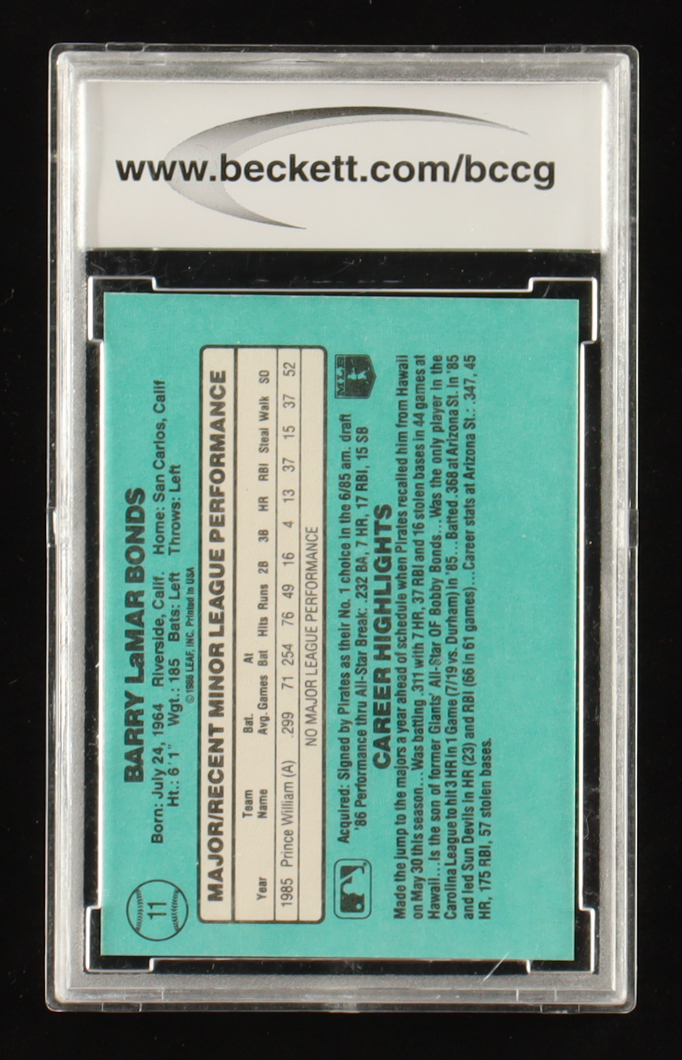 www.beckett.com/bccg
11
BARRY LaMAR BONDS
Born: July 24, 1964 Riverside, Calif. Home: San Carlos, Calif
Ht.: 6'1" Wgt.: 185 Bats: Left Throws: Left
© 1986 LEAF, INC. Printed in USA
MAJOR/RECENT MINOR LEAGUE PERFORMANCE
Team Bat. At
Year Name Avg. Games Bat Hits Runs 2B 3B HR RBI Steal Walk SO
1985 Prince William (A) .299 71 254 76 49 16 4 13 37 15 37 52
NO MAJOR LEAGUE PERFORMANCE
Acquired: Signed by Pirates as their No. 1 choice in the 6/85 am. draft
'86 Performance thru All-Star Break: .232 BA, 7 HR, 17 RBI, 15 SB
MLB
CAREER HIGHLIGHTS
Made the jump to the majors a year ahead of schedule when Pirates recalled him from Hawaii
on May 30 this season... Was batting .311 with 7 HR, 37 RBI and 16 stolen bases in 44 games at
Hawaii... Is the son of former Giants' All-Star OF Bobby Bonds... Was the only player in the
Carolina League to hit 3 HR in 1 Game (7/19 vs. Durham) in '85... Batted .368 at Arizona St. in '85
and led Sun Devils in HR (23) and RBI (66 in 61 games)... Career stats at Arizona St.: .347, 45
HR, 175 RBI, 57 stolen bases.